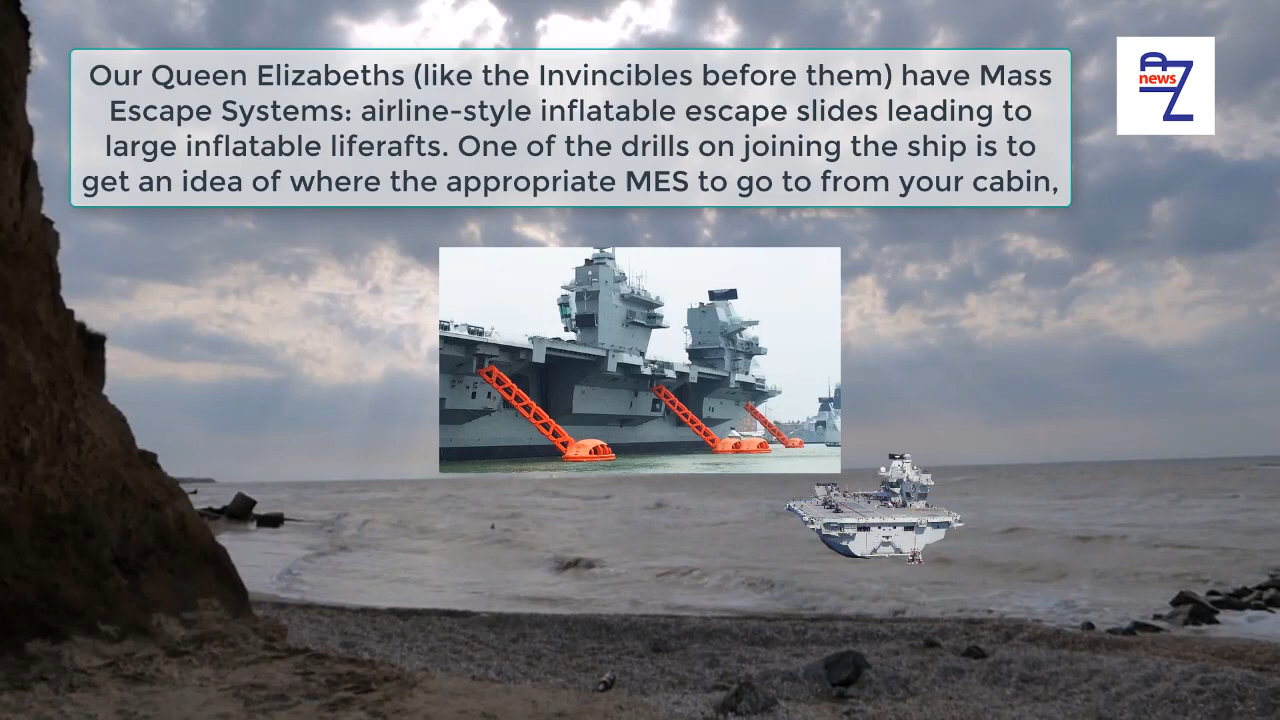 Our Queen Elizabeths (like the Invincibles before them) have Mass
Escape Systems: airline-style inflatable escape slides leading to
large inflatable liferafts. One of the drills on joining the ship is to
get an idea of where the appropriate MES to go to from your cabin,
A
news
Z